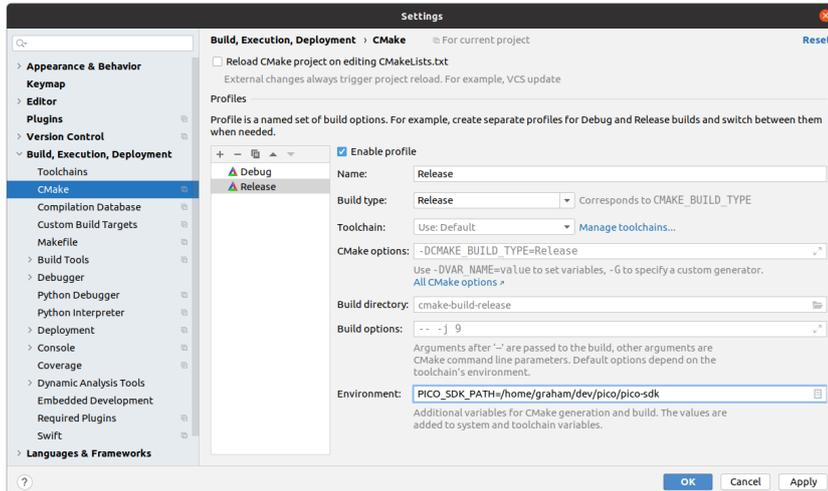 Settings
Build, Execution, Deployment › CMake For current project Reset
Reload CMake project on editing CMakeLists.txt
External changes always trigger project reload. For example, VCS update
Profiles
Profile is a named set of build options. For example, create separate profiles for Debug and Release builds and switch between them
when needed.
Appearance & Behavior
Keymap
Editor
Plugins
Version Control
Build, Execution, Deployment
Toolchains
CMake
Compilation Database
Custom Build Targets
Makefile
Build Tools
Debugger
Python Debugger
Python Interpreter
Deployment
Console
Coverage
Dynamic Analysis Tools
Embedded Development
Required Plugins
Swift
Languages & Frameworks
Debug
Release
Enable profile
Name: Release
Build type: Release Corresponds to CMAKE_BUILD_TYPE
Toolchain: Use: Default Manage toolchains...
CMake options: -DCMAKE_BUILD_TYPE=Release
Use -DVAR_NAME=value to set variables, -G to specify a custom generator.
All CMake options ↗
Build directory: cmake-build-release
Build options: -- -j 9
Arguments after ‘--’ are passed to the build, other arguments are
CMake command line parameters. Default options depend on the
toolchain’s environment.
Environment: PICO_SDK_PATH=/home/graham/dev/pico/pico-sdk
Additional variables for CMake generation and build. The values are
added to system and toolchain variables.
? OK Cancel Apply